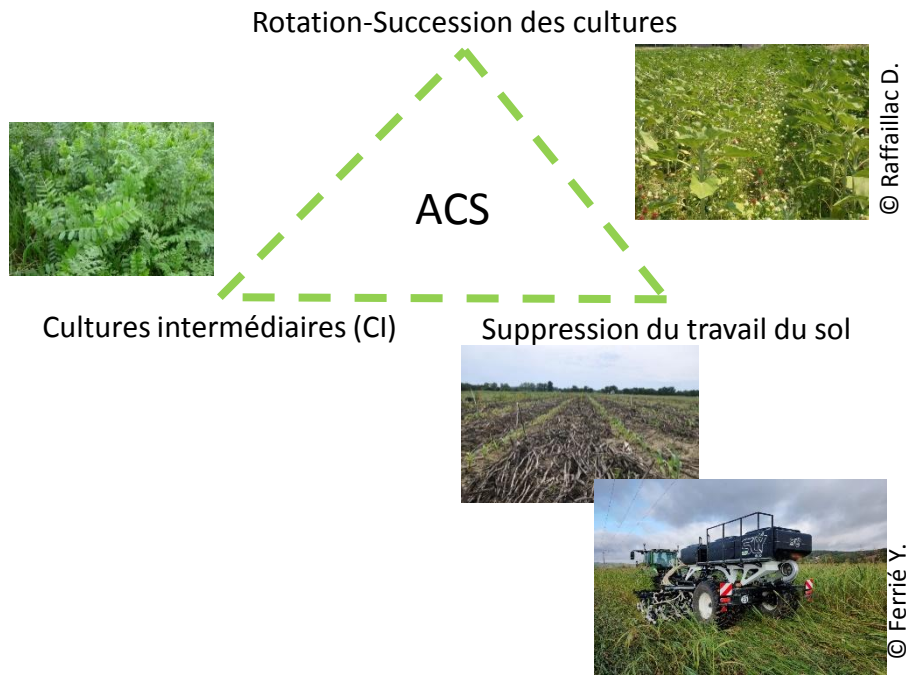 Rotation-Succession des cultures
© Raffaillac D.
ACS
Cultures intermédiaires (CI)
Suppression du travail du sol
© Ferrié Y.